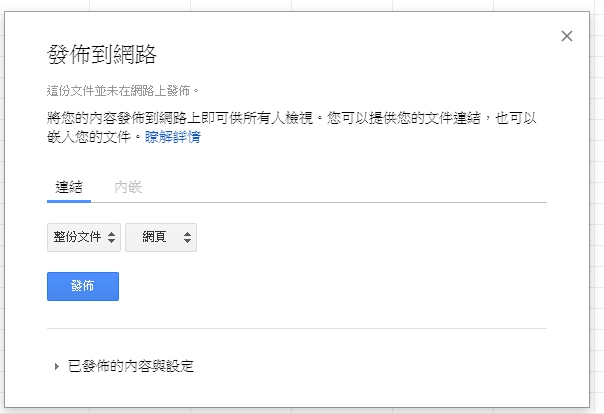 發佈到網路
這份文件並未在網路上發佈。
將您的內容發佈到網路上即可供所有人檢視。您可以提供您的文件連結，也可以
嵌入您的文件。瞭解詳情
連結 內嵌
整份文件 網頁
發佈
已發佈的內容與設定